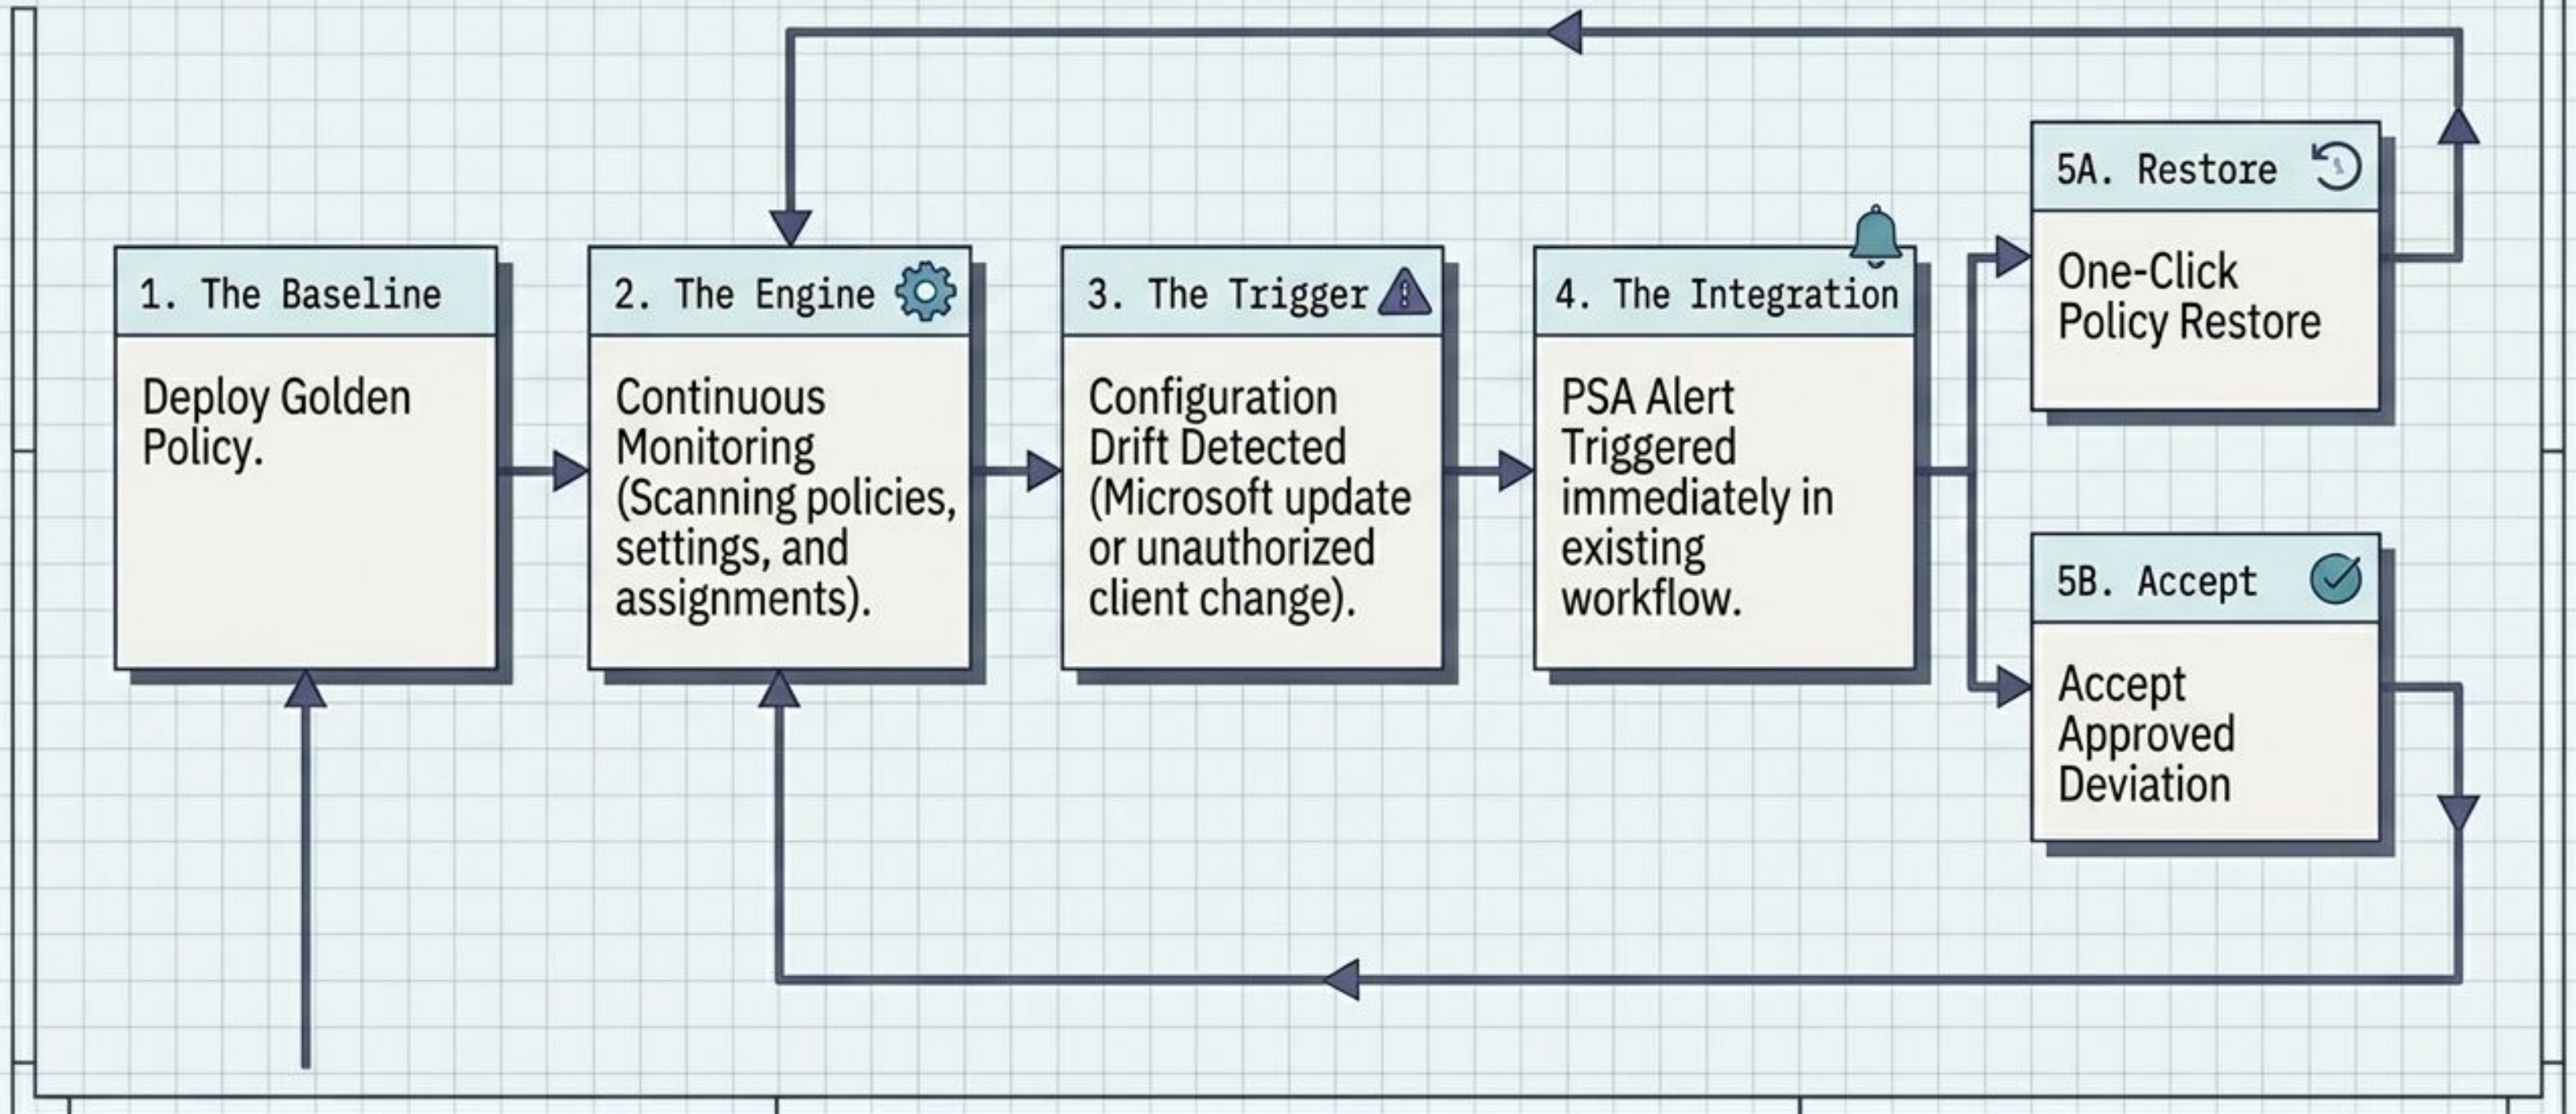 1. The Baseline
Deploy Golden
Policy.
2. The Engine
Continuous
Monitoring
(Scanning policies,
settings, and
assignments).
3. The Trigger
Configuration
Drift Detected
(Microsoft update
or unauthorized
client change).
4. The Integration
PSA Alert
Triggered
immediately in
existing
workflow.
5A. Restore
One-Click
Policy Restore
5B. Accept
Accept
Approved
Deviation